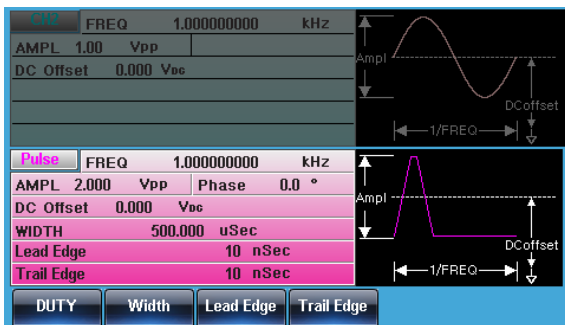 CH2 FREQ 1.000000000 kHz
AMPL 1.00 Vpp
DC Offset 0.000 VDC
Ampl
DCoffset
1/FREQ
Pulse FREQ 1.000000000 kHz
AMPL 2.000 Vpp Phase 0.0 °
DC Offset 0.000 VDC
WIDTH 500.000 uSec
Lead Edge 10 nSec
Trail Edge 10 nSec
Ampl
DCoffset
1/FREQ
DUTY Width Lead Edge Trail Edge